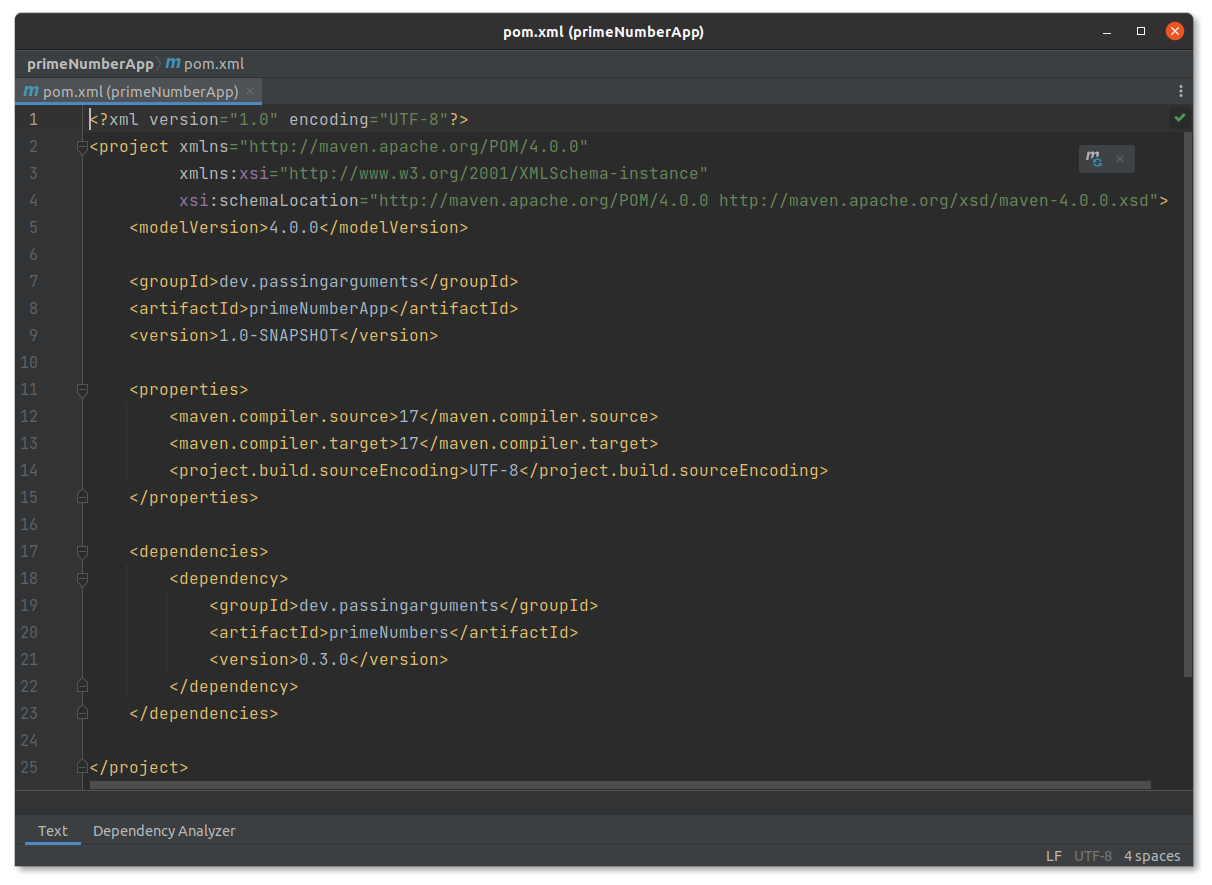 pom.xml (primeNumberApp)
primeNumberApp m pom.xml
m pom.xml (primeNumberApp)
1 <?xml version="1.0" encoding="UTF-8"?>
2 <project xmlns="http://maven.apache.org/POM/4.0.0"
3          xmlns:xsi="http://www.w3.org/2001/XMLSchema-instance"
m
4          xsi:schemaLocation="http://maven.apache.org/POM/4.0.0 http://maven.apache.org/xsd/maven-4.0.0.xsd">
5     <modelVersion>4.0.0</modelVersion>
6
7     <groupId>dev.passingarguments</groupId>
8     <artifactId>primeNumberApp</artifactId>
9     <version>1.0-SNAPSHOT</version>
10
11     <properties>
12         <maven.compiler.source>17</maven.compiler.source>
13         <maven.compiler.target>17</maven.compiler.target>
14         <project.build.sourceEncoding>UTF-8</project.build.sourceEncoding>
15     </properties>
16
17     <dependencies>
18         <dependency>
19             <groupId>dev.passingarguments</groupId>
20             <artifactId>primeNumbers</artifactId>
21             <version>0.3.0</version>
22         </dependency>
23     </dependencies>
24
25 </project>
Text Dependency Analyzer
LF UTF-8 4 spaces